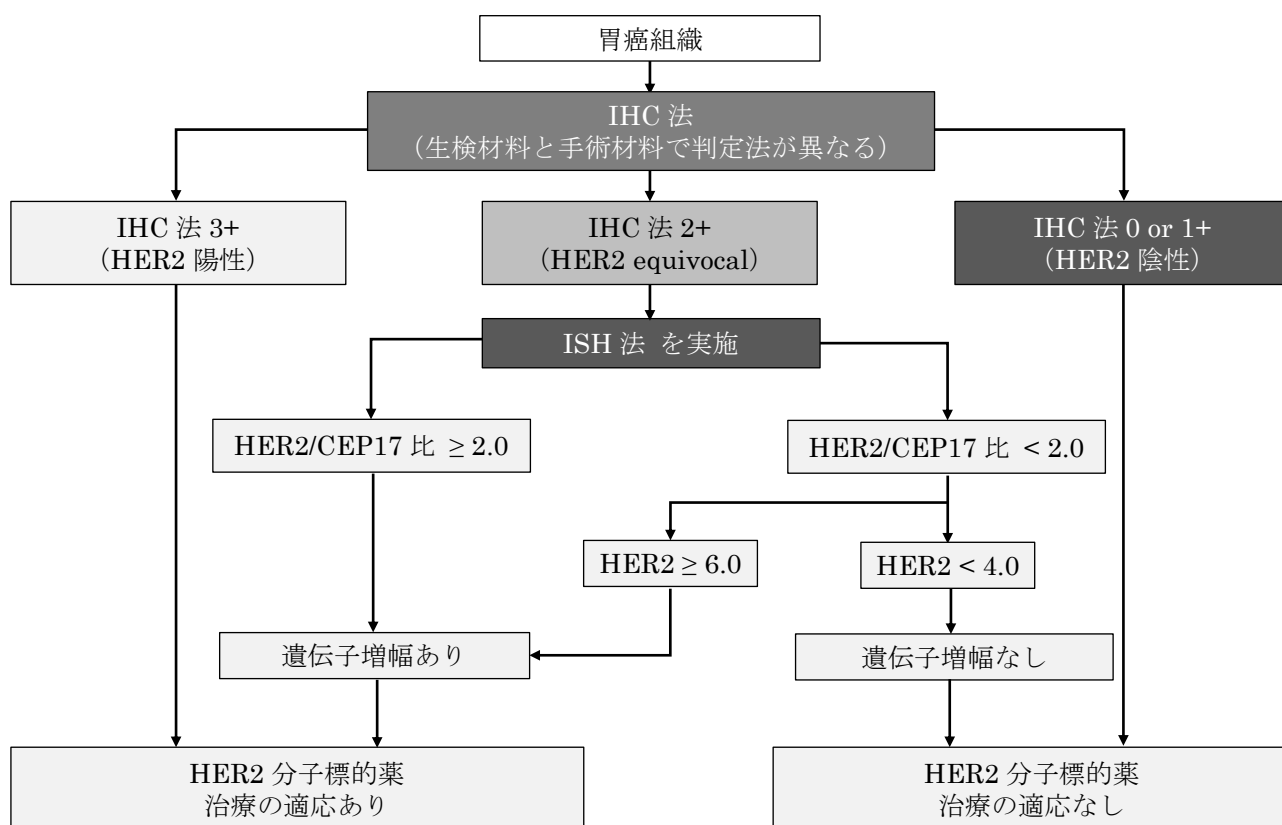 胃癌組織
IHC 法
（生検材料と手術材料で判定法が異なる）
IHC 法 3+
（HER2 陽性）
IHC 法 2+
（HER2 equivocal）
IHC 法 0 or 1+
（HER2 陰性）
ISH 法 を実施
HER2/CEP17 比 ≥ 2.0
HER2/CEP17 比 < 2.0
HER2 ≥ 6.0
HER2 < 4.0
遺伝子増幅あり
遺伝子増幅なし
HER2 分子標的薬
治療の適応あり
HER2 分子標的薬
治療の適応なし